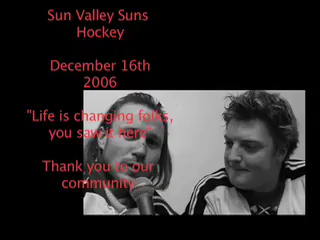 Sun Valley Suns
Hockey
December 16th
2006
"Life is changing folks,
you saw it here"
Thank you to our
community